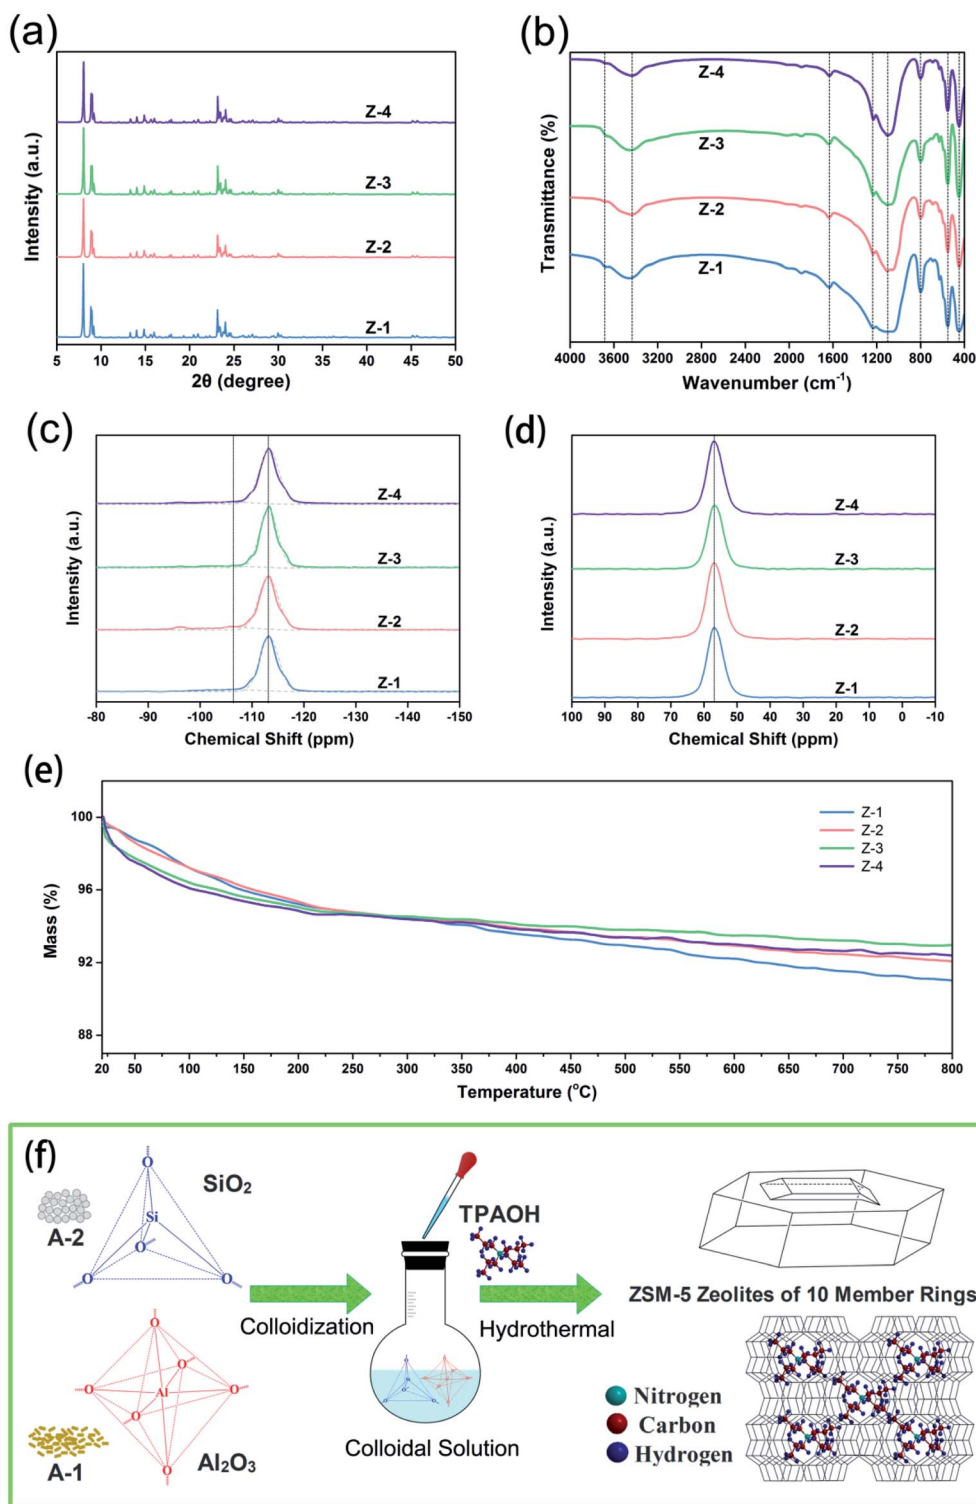 (a)
Intensity (a.u.)
Z-4
Z-3
Z-2
Z-1
5 10 15 20 25 30 35 40 45 50
2θ (degree)
(b)
Transmittance (%)
Z-4
Z-3
Z-2
Z-1
4000 3600 3200 2800 2400 2000 1600 1200 800 400
Wavenumber (cm⁻¹)
(c)
Intensity (a.u.)
Z-4
Z-3
Z-2
Z-1
-80 -90 -100 -110 -120 -130 -140 -150
Chemical Shift (ppm)
(d)
Intensity (a.u.)
Z-4
Z-3
Z-2
Z-1
100 90 80 70 60 50 40 30 20 10 0 -10
Chemical Shift (ppm)
(e)
Mass (%)
100
96
92
88
Z-1
Z-2
Z-3
Z-4
20 50 100 150 200 250 300 350 400 450 500 550 600 650 700 750 800
Temperature (°C)
(f)
O
SiO₂
A-2
Si
O
O
O
TPAOH
Colloidization
Hydrothermal
ZSM-5 Zeolites of 10 Member Rings
O
O
O
Al
O
O
O
A-1
Al₂O₃
Colloidal Solution
Nitrogen
Carbon
Hydrogen